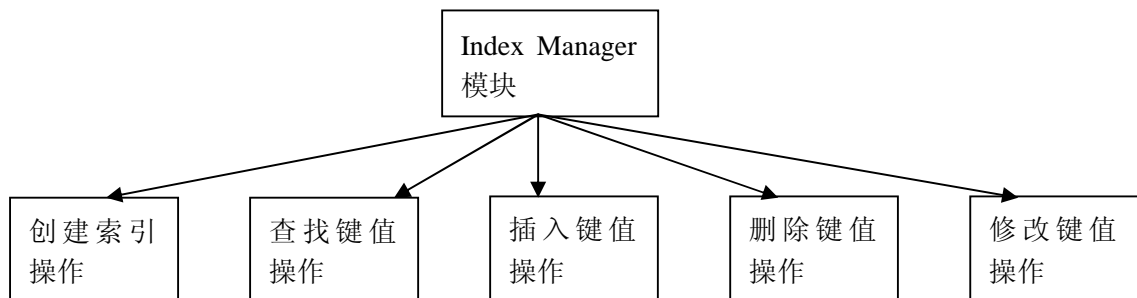 Index Manager
模块
创建索引
操作
查找键值
操作
插入键值
操作
删除键值
操作
修改键值
操作